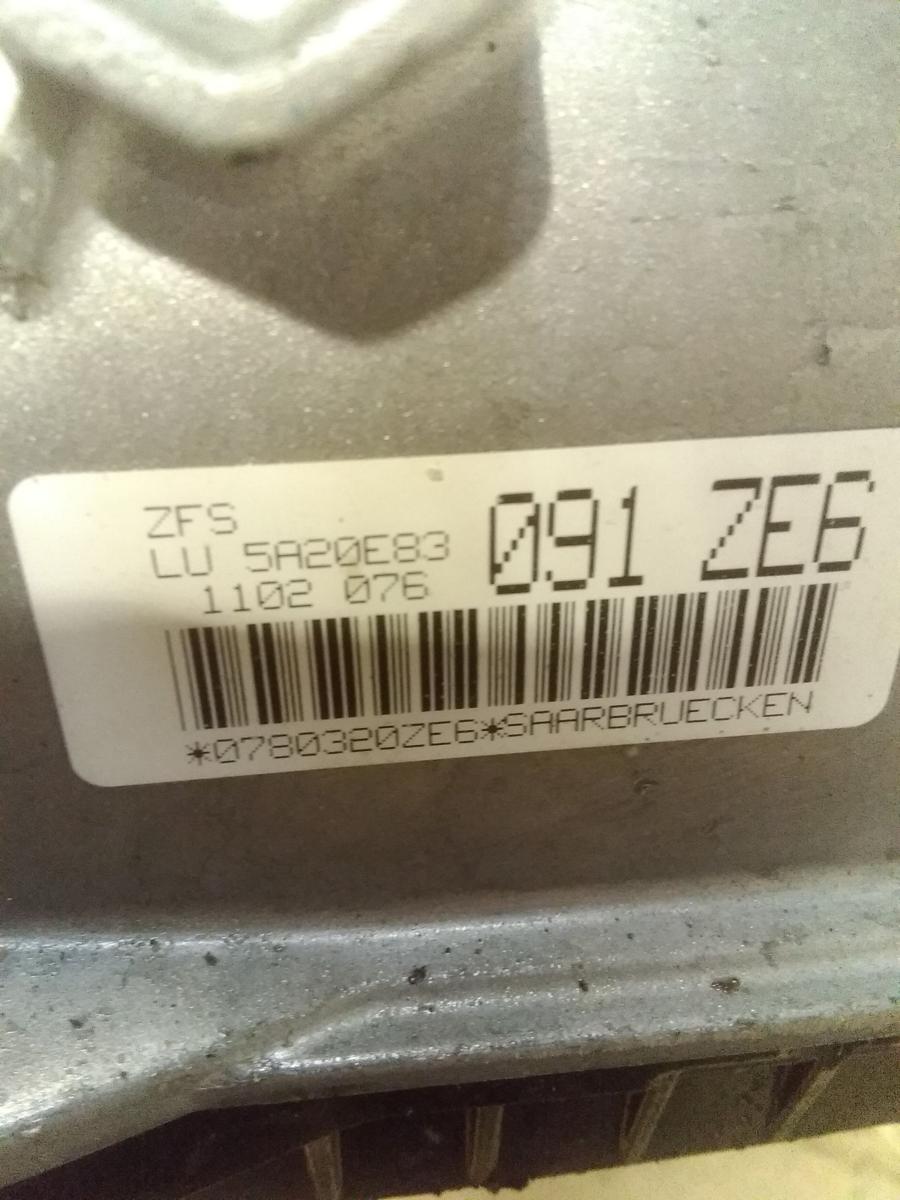 ZFS
LU 5A20E83
1102 076
091 ZE6
*0780320ZE6*SAARBRUECKEN